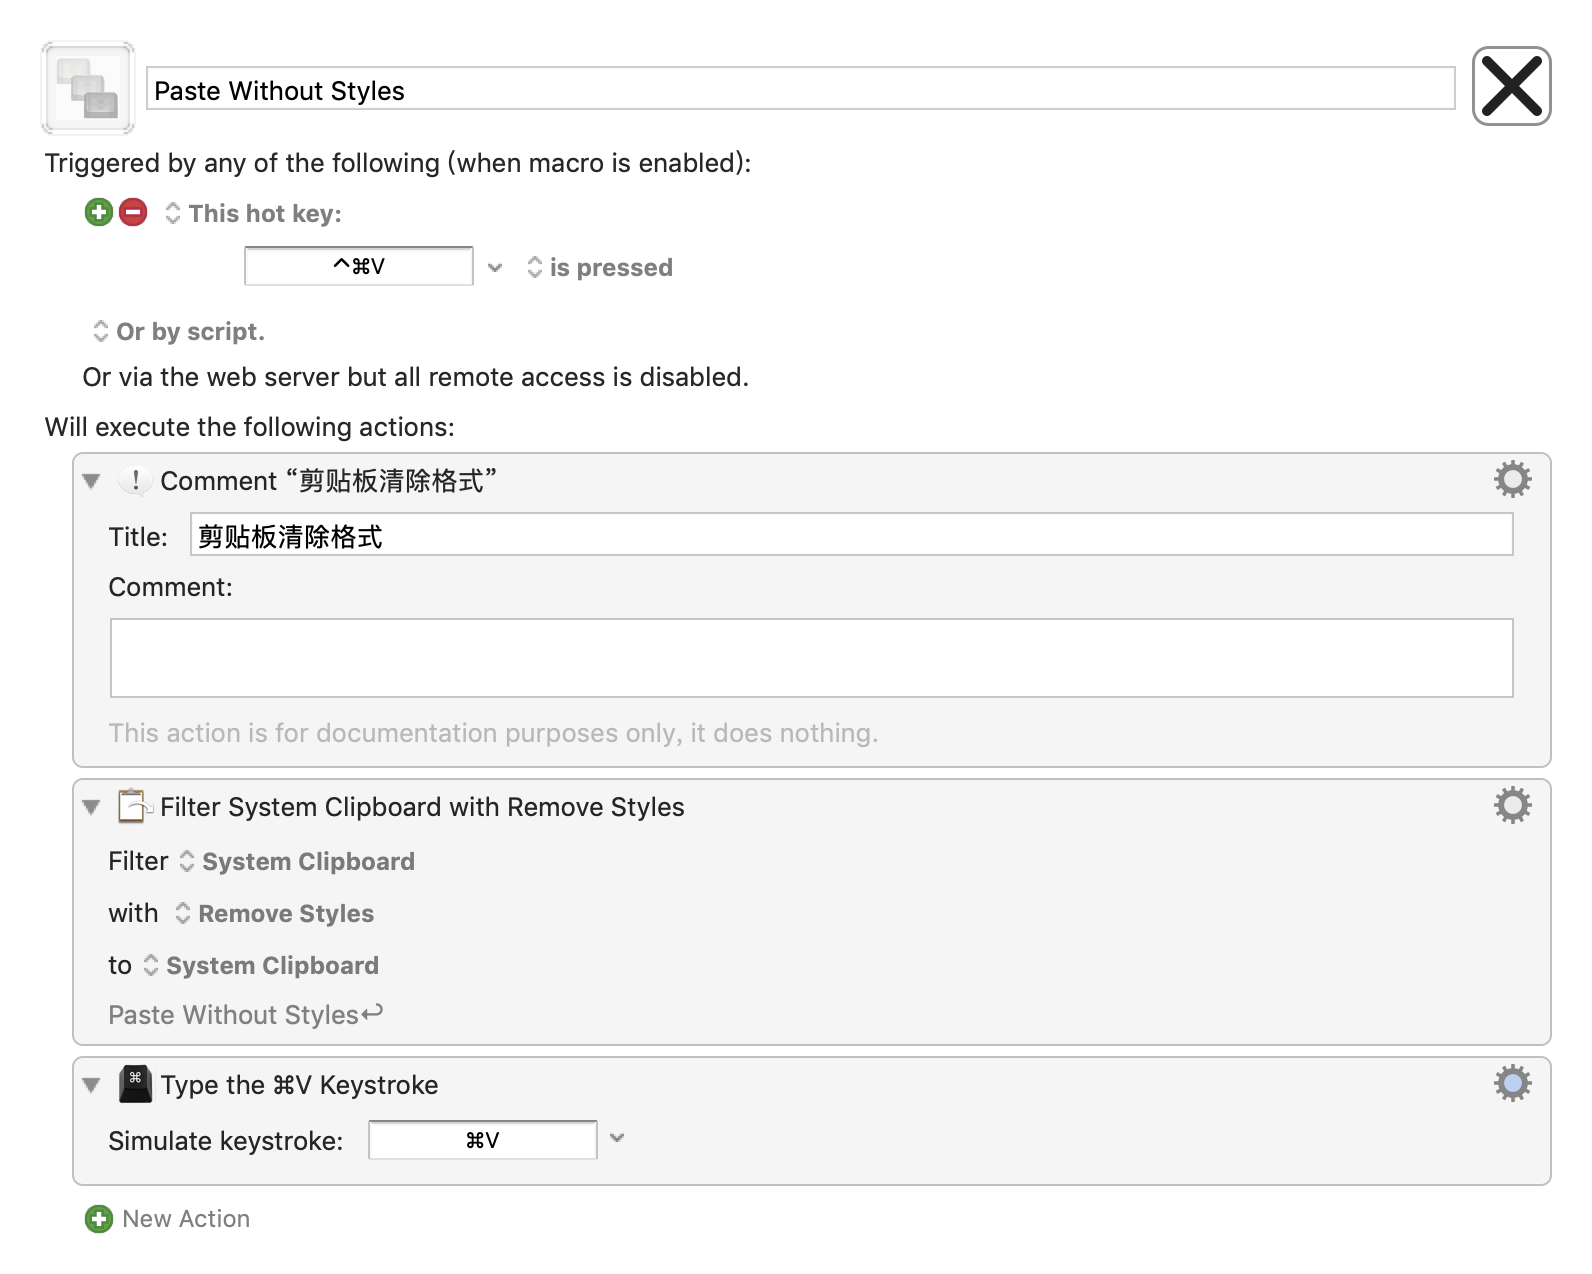 Paste Without Styles
Triggered by any of the following (when macro is enabled):
This hot key:
^⌘V
is pressed
Or by script.
Or via the web server but all remote access is disabled.
Will execute the following actions:
Comment “剪贴板清除格式”
Title: 剪贴板清除格式
Comment:
This action is for documentation purposes only, it does nothing.
Filter System Clipboard with Remove Styles
Filter System Clipboard
with Remove Styles
to System Clipboard
Paste Without Styles↩
Type the ⌘V Keystroke
Simulate keystroke: ⌘V
New Action